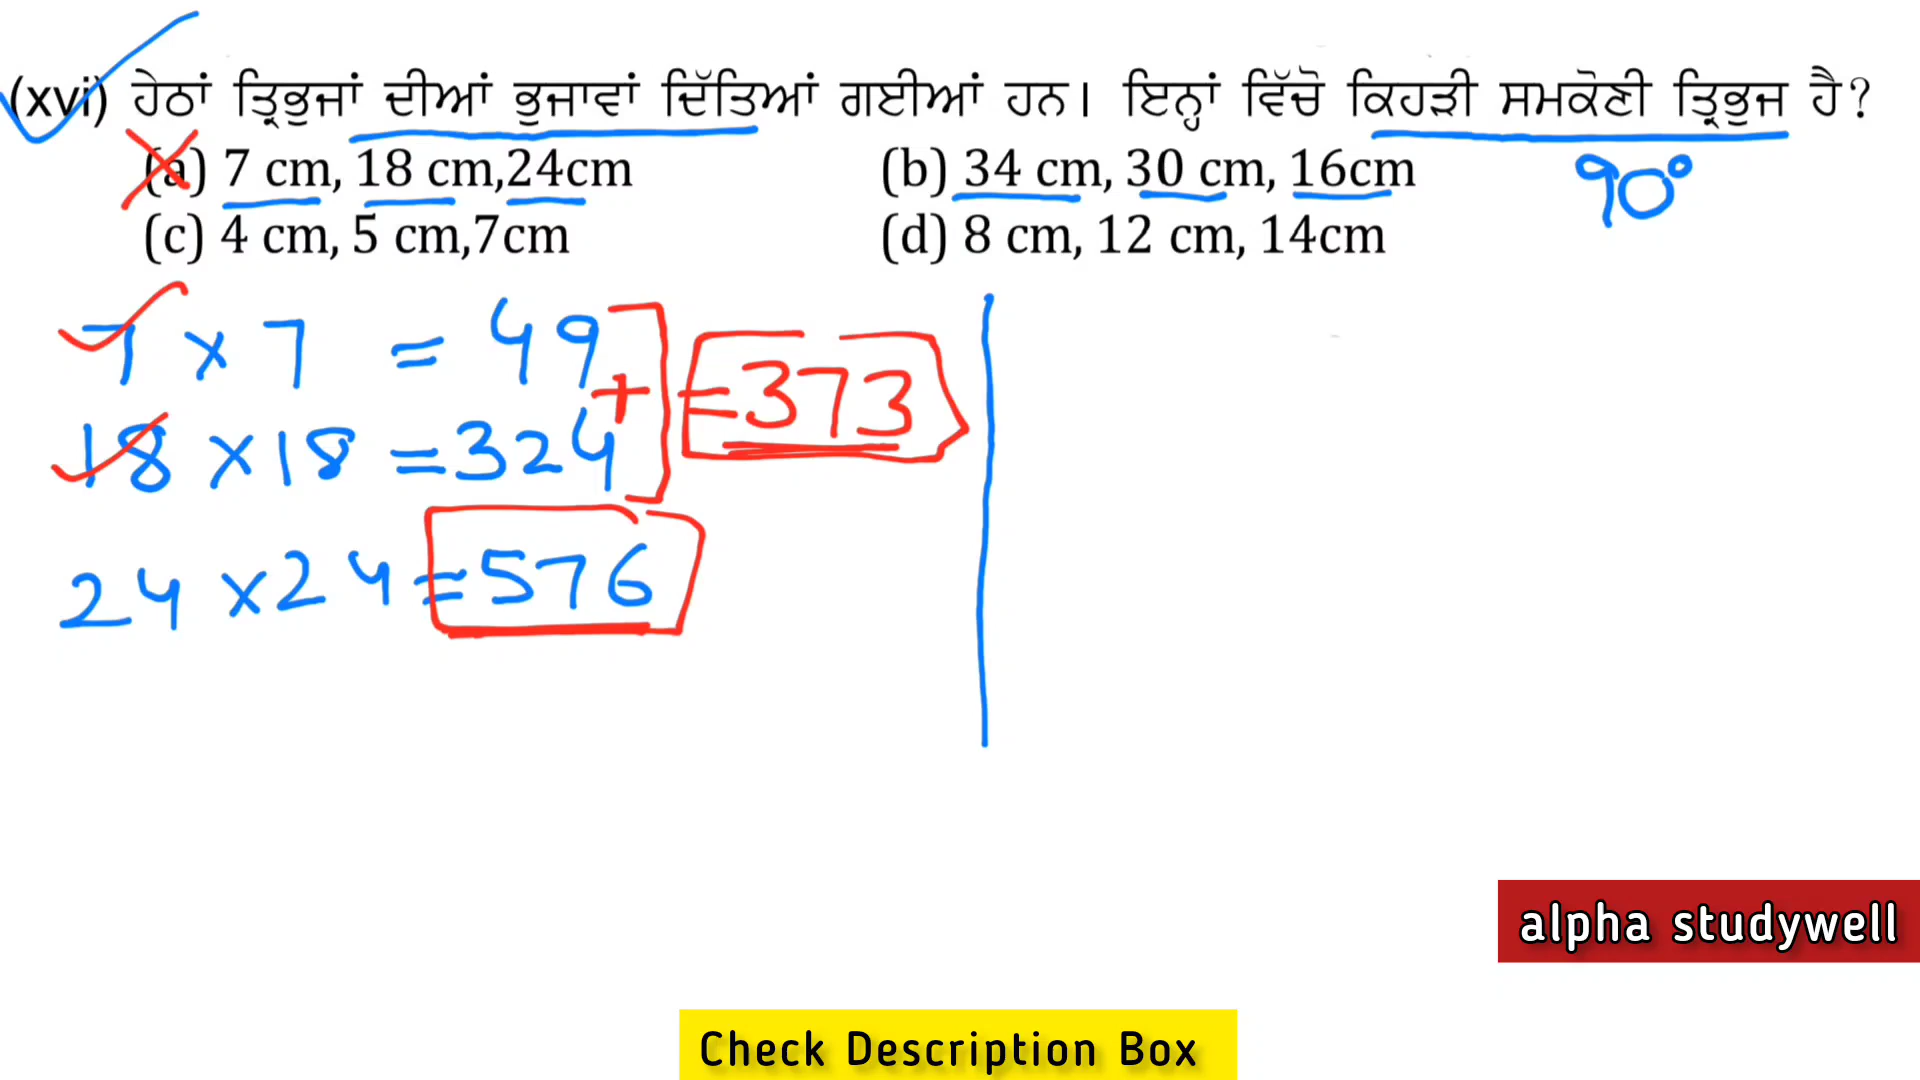 (xvi) ਹੇਠਾਂ ਤ੍ਰਿਭੁਜਾਂ ਦੀਆਂ ਭੁਜਾਵਾਂ ਦਿੱਤਿਆਂ ਗਈਆਂ ਹਨ। ਇਨ੍ਹਾਂ ਵਿੱਚੋ ਕਿਹੜੀ ਸਮਕੋਣੀ ਤ੍ਰਿਭੁਜ ਹੈ?
(a) 7 cm, 18 cm,24cm (b) 34 cm, 30 cm, 16cm
90°
(c) 4 cm, 5 cm,7cm (d) 8 cm, 12 cm, 14cm
7 × 7 = 49
+ = 373
18 × 18 = 324
24 × 24 = 576
alpha studywell
Check Description Box